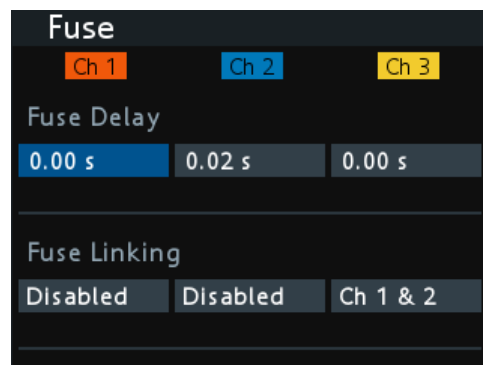 Fuse
Ch 1 Ch 2 Ch 3
Fuse Delay
0.00 s 0.02 s 0.00 s
Fuse Linking
Disabled Disabled Ch 1 & 2